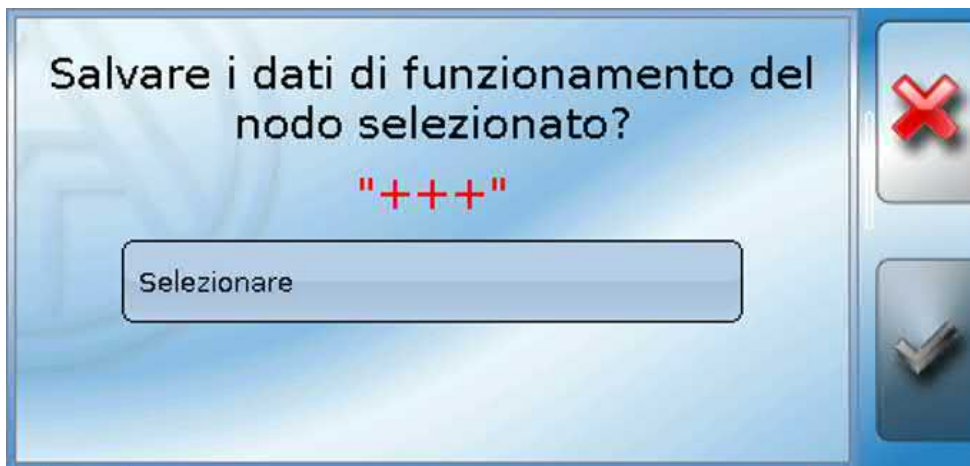 Salvare i dati di funzionamento del
nodo selezionato?
"+++"
Selezionare